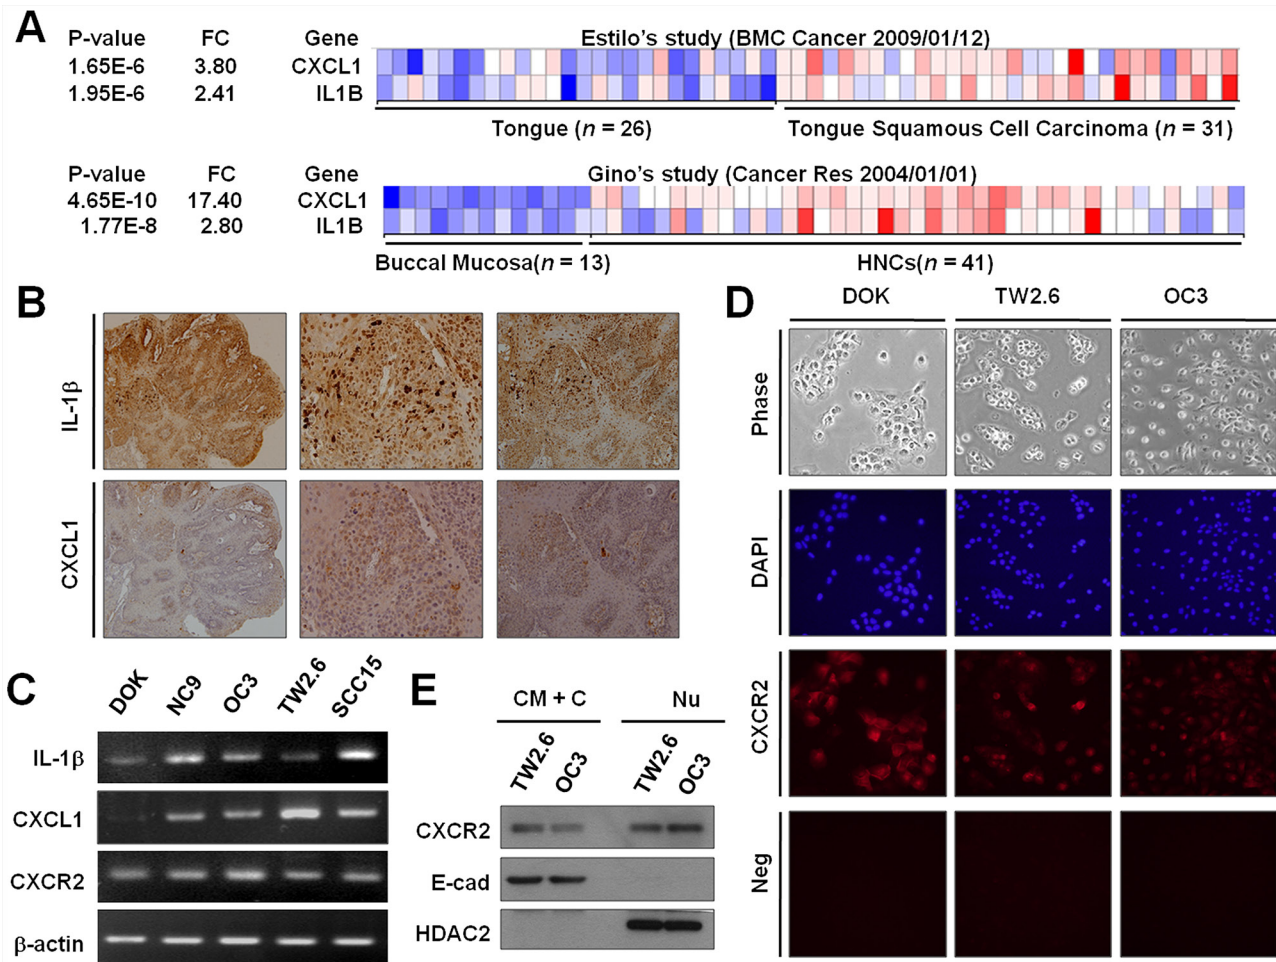 A
P-value FC Gene Estilo's study (BMC Cancer 2009/01/12)
1.65E-6 3.80 CXCL1
1.95E-6 2.41 IL1B
Tongue (n = 26) Tongue Squamous Cell Carcinoma (n = 31)
P-value FC Gene Gino's study (Cancer Res 2004/01/01)
4.65E-10 17.40 CXCL1
1.77E-8 2.80 IL1B
Buccal Mucosa(n = 13) HNCs(n = 41)
B
IL-1β
CXCL1
C
DOK NC9 OC3 TW2.6 SCC15
IL-1β
CXCL1
CXCR2
β-actin
D
DOK TW2.6 OC3
Phase
DAPI
CXCR2
Neg
E
CM + C Nu
TW2.6 OC3 TW2.6 OC3
CXCR2
E-cad
HDAC2